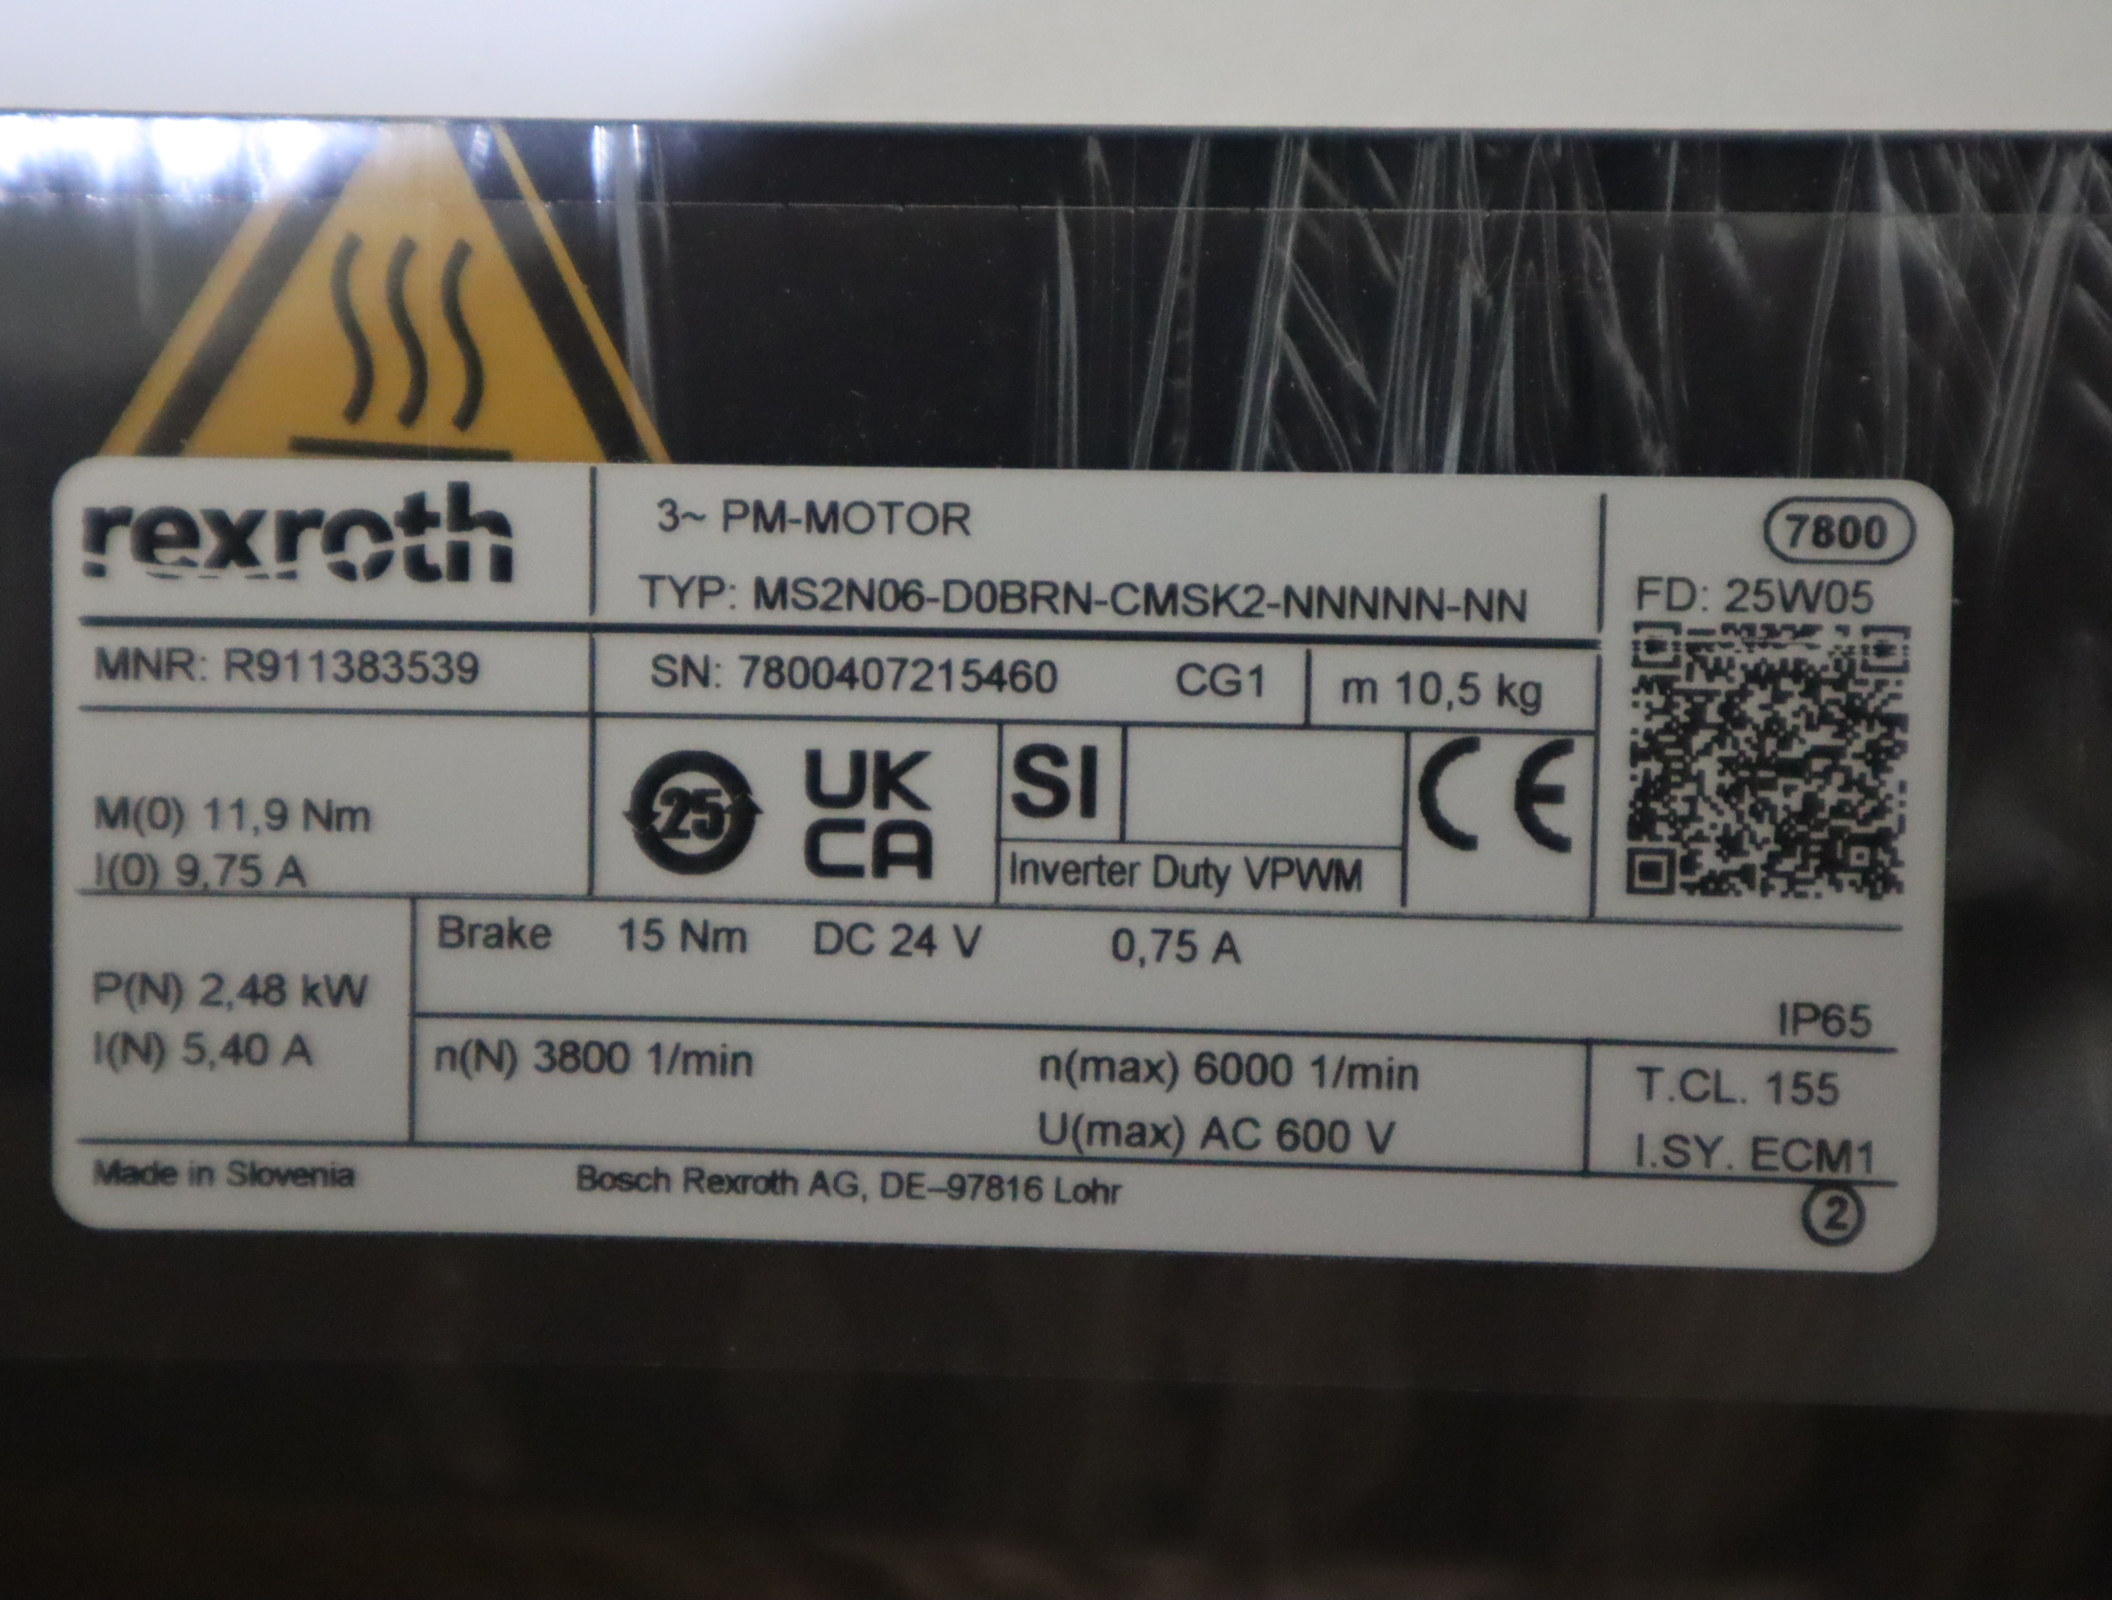 rexroth
3~ PM-MOTOR
7800
TYP: MS2N06-D0BRN-CMSK2-NNNNN-NN
FD: 25W05
MNR: R911383539
SN: 7800407215460
CG1
m 10,5 kg
25
UK
CA
SI
CE
M(0) 11,9 Nm
I(0) 9,75 A
Inverter Duty VPWM
Brake 15 Nm DC 24 V 0,75 A
P(N) 2,48 kW
IP65
I(N) 5,40 A
n(N) 3800 1/min
n(max) 6000 1/min
T.CL. 155
U(max) AC 600 V
I.SY. ECM1
Made in Slovenia
Bosch Rexroth AG, DE-97816 Lohr
2